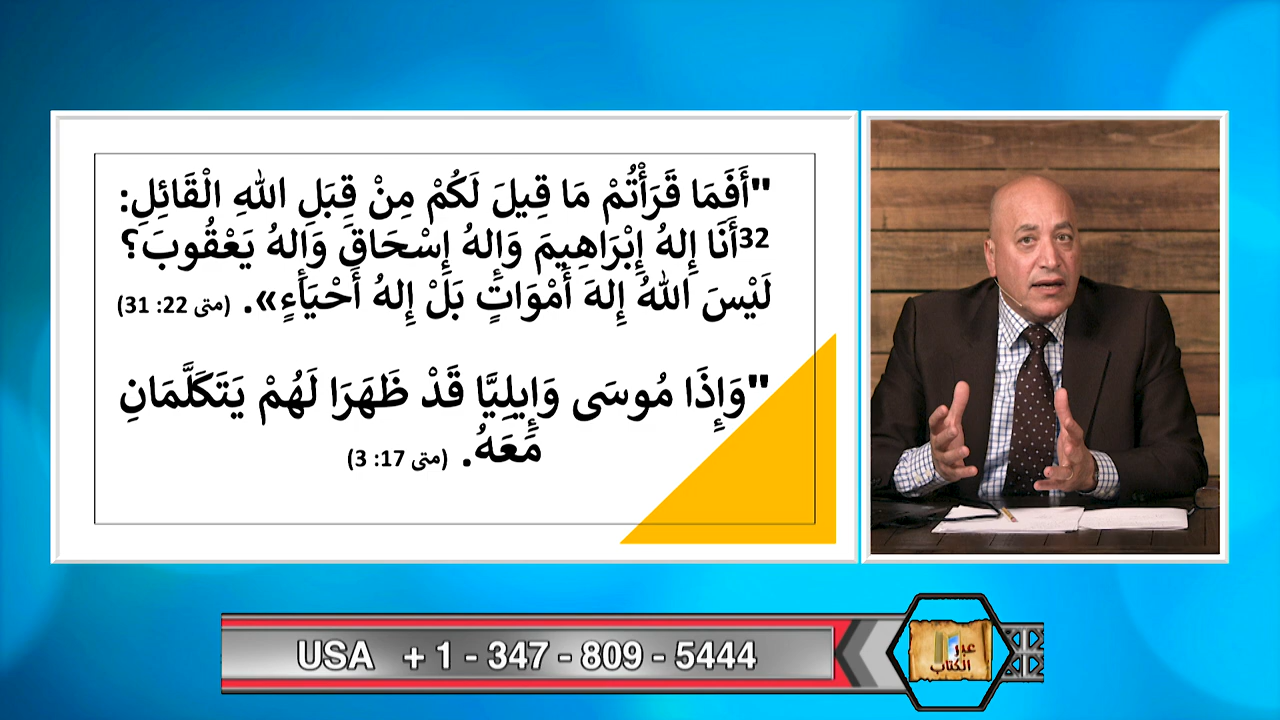 "أَفَمَا قَرَأْتُمْ مَا قِيلَ لَكُمْ مِنْ قِبَلِ اللهِ الْقَائِلِ:
32أَنَا إِلهُ إِبْرَاهِيمَ وَإِلهُ إِسْحَاقَ وَإِلهُ يَعْقُوبَ؟
لَيْسَ اللهُ إِلهَ أَمْوَاتٍ بَلْ إِلهُ أَحْيَاءٍ». (متى 22: 31)
"وَإِذَا مُوسَى وَإِيلِيَّا قَدْ ظَهَرَا لَهُمْ يَتَكَلَّمَانِ
مَعَهُ. (متى 17: 3)
USA + 1 - 347 - 809 - 5444
عبر
الكتاب